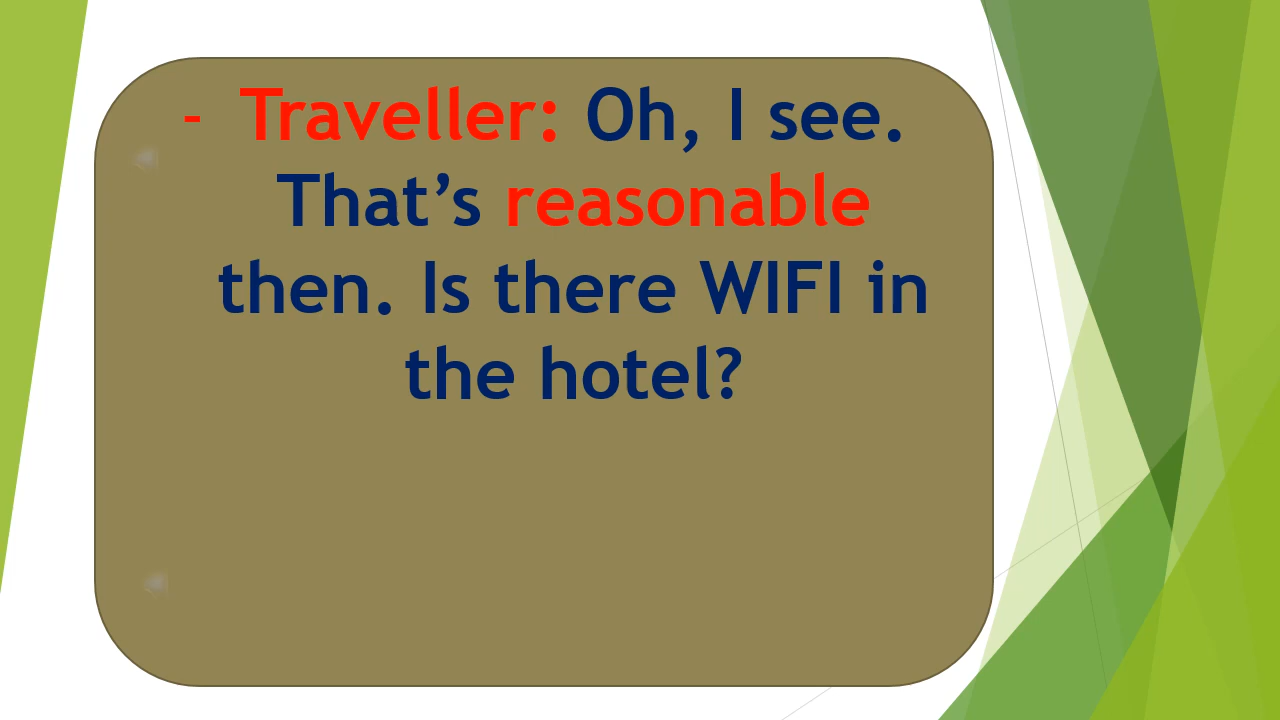 - Traveller: Oh, I see.
That’s reasonable
then. Is there WIFI in
the hotel?